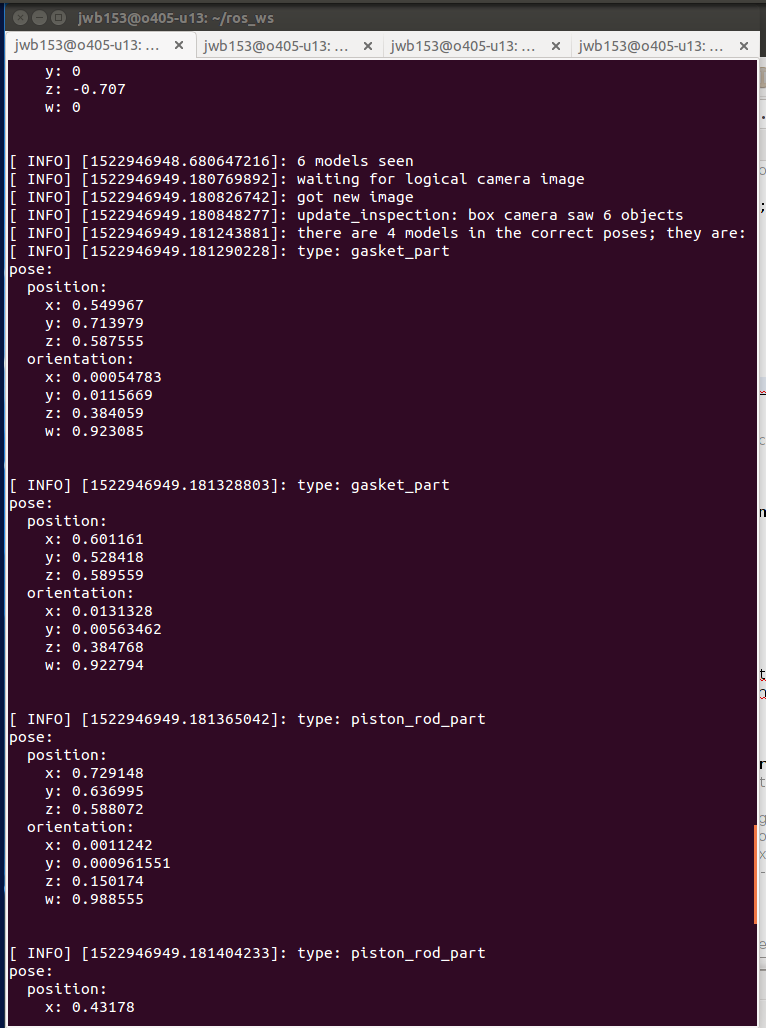 jwb153@o405-u13: ~/ros_ws
jwb153@o405-u13: ... × jwb153@o405-u13: ... × jwb153@o405-u13: ... × jwb153@o405-u13: ... ×
    y: 0
    z: -0.707
    w: 0
[ INFO] [1522946948.680647216]: 6 models seen
[ INFO] [1522946949.180769892]: waiting for logical camera image
[ INFO] [1522946949.180826742]: got new image
[ INFO] [1522946949.180848277]: update_inspection: box camera saw 6 objects
[ INFO] [1522946949.181243881]: there are 4 models in the correct poses; they are:
[ INFO] [1522946949.181290228]: type: gasket_part
pose:
  position:
    x: 0.549967
    y: 0.713979
    z: 0.587555
  orientation:
    x: 0.00054783
    y: 0.0115669
    z: 0.384059
    w: 0.923085
[ INFO] [1522946949.181328803]: type: gasket_part
pose:
  position:
    x: 0.601161
    y: 0.528418
    z: 0.589559
  orientation:
    x: 0.0131328
    y: 0.00563462
    z: 0.384768
    w: 0.922794
[ INFO] [1522946949.181365042]: type: piston_rod_part
pose:
  position:
    x: 0.729148
    y: 0.636995
    z: 0.588072
  orientation:
    x: 0.0011242
    y: 0.000961551
    z: 0.150174
    w: 0.988555
[ INFO] [1522946949.181404233]: type: piston_rod_part
pose:
  position:
    x: 0.43178